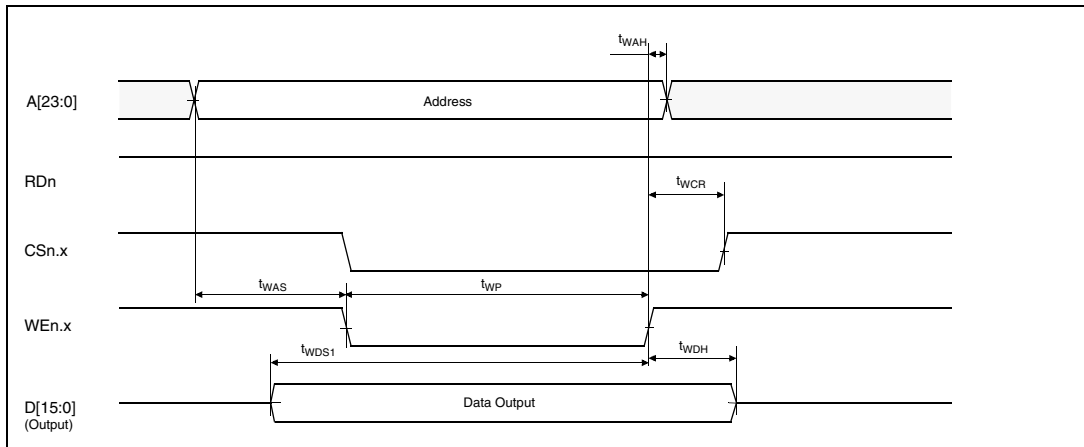 tWAH
A[23:0]
Address
RDn
tWCR
CSn.x
tWAS
tWP
WEn.x
tWDS1
tWDH
D[15:0]
(Output)
Data Output